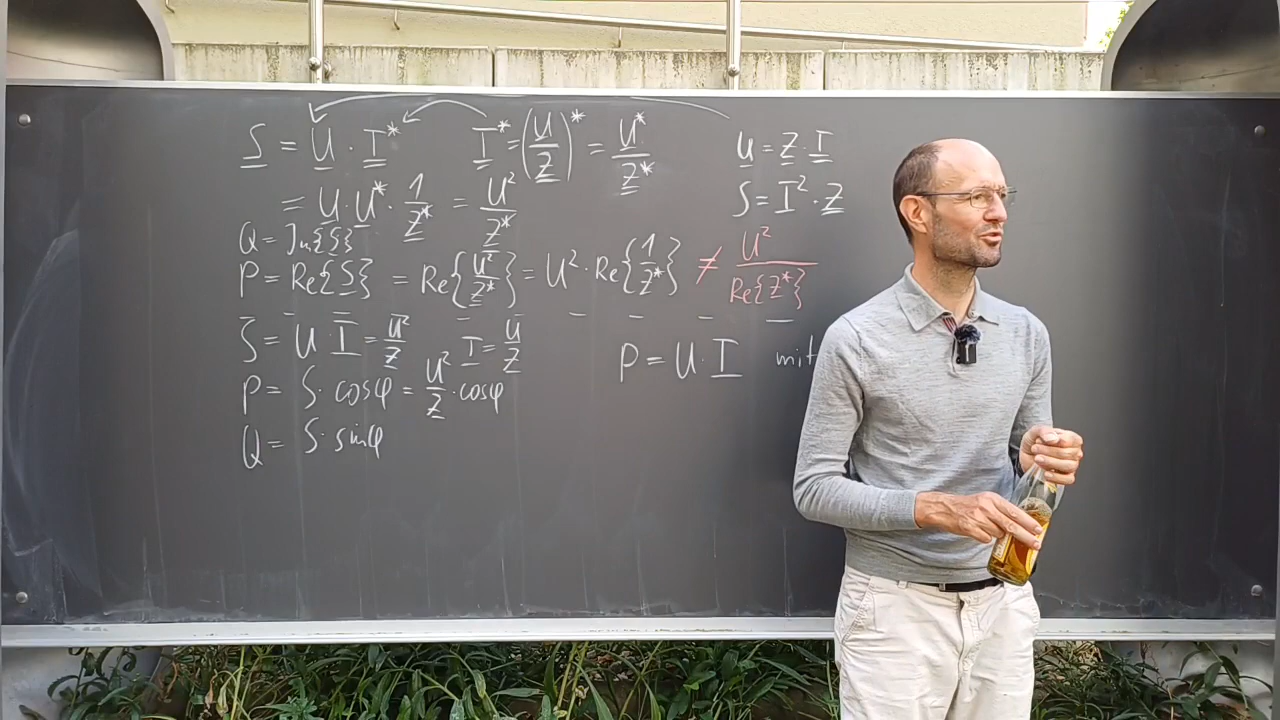 S = U · I* I* = (U/Z)* = U*/Z* U = Z · I
= U · U* · 1/Z* = U²/Z* S = I² · Z
Q = Im{S}
P = Re{S} = Re{U²/Z*} = U² · Re{1/Z*} ≠ U²/Re{Z*}
S = U I = U²/Z I = U/Z P = U · I mit
P = S · cosφ = U²/Z · cosφ
Q = S · sinφ